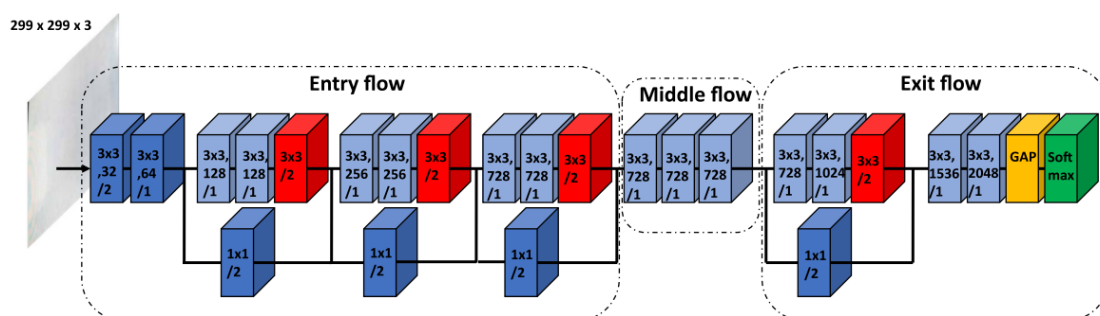 299 x 299 x 3
Entry flow
Middle flow
Exit flow
3x3
,32
/2
3x3
,64
/1
3x3,
128
/1
3x3,
128
/1
3x3
/2
3x3,
256
/1
3x3,
256
/1
3x3
/2
3x3,
728
/1
3x3,
728
/1
3x3
/2
3x3,
728
/1
3x3,
728
/1
3x3,
728
/1
3x3,
728
/1
3x3,
1024
/1
3x3
/2
3x3,
1536
/1
3x3,
2048
/1
GAP
Soft
max
1x1
/2
1x1
/2
1x1
/2
1x1
/2